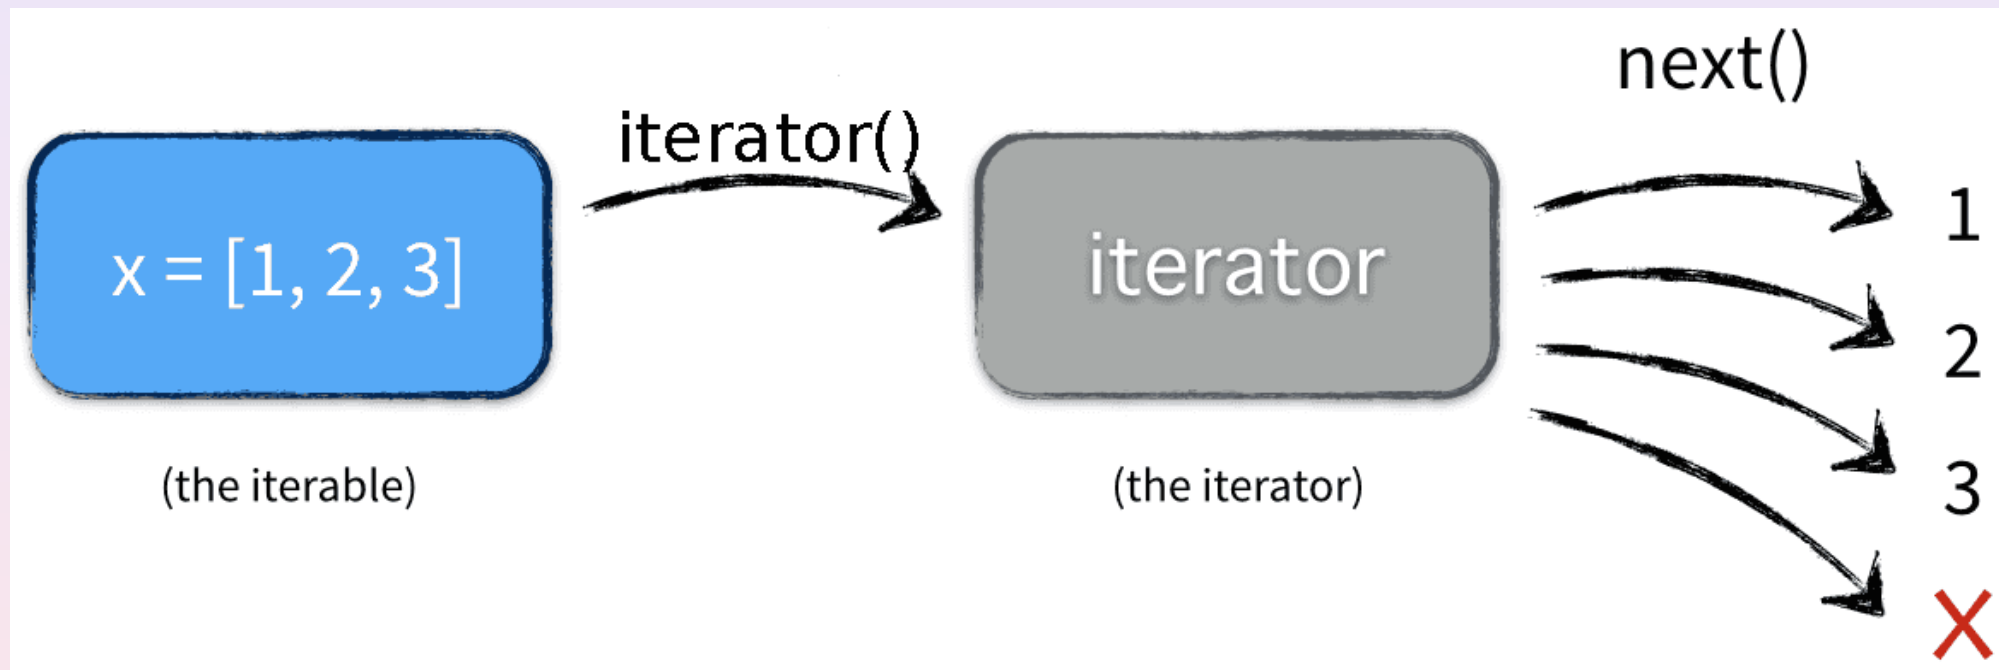 next()
iterator()
x = [1, 2, 3]
iterator
1
2
3
X
(the iterable)
(the iterator)